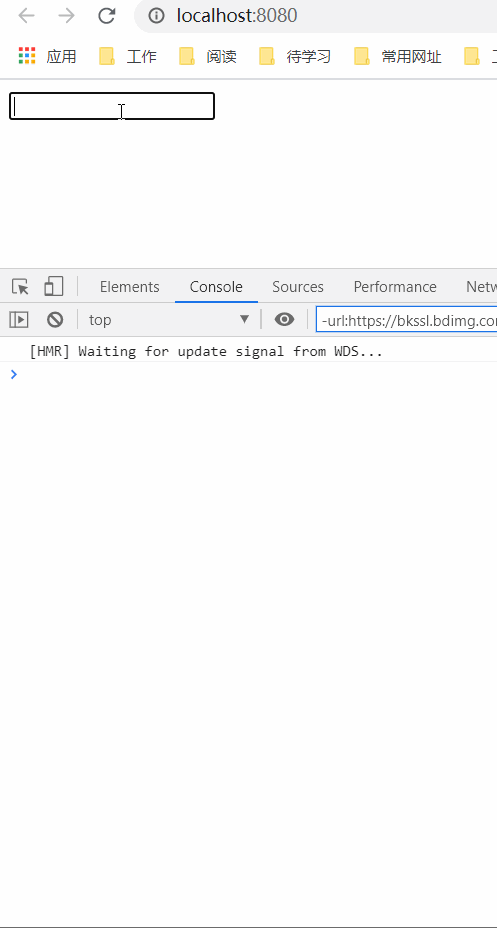 localhost:8080
应用 工作 阅读 待学习 常用网址
Elements Console Sources Performance Netw
top -url:https://bkssl.bdimg.co
[HMR] Waiting for update signal from WDS...